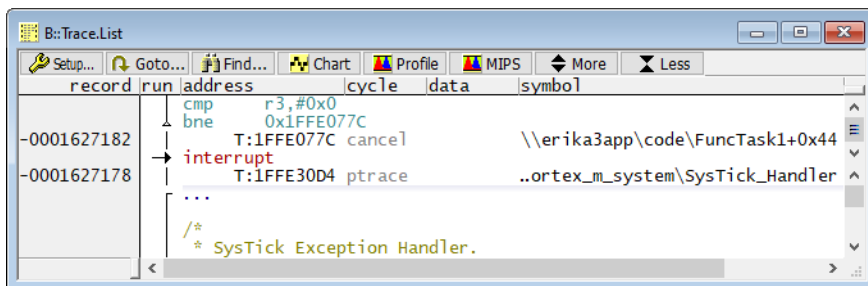 B::Trace.List
Setup... Goto... Find... Chart Profile MIPS More Less
record run address cycle data symbol
cmp r3,#0x0
bne 0x1FFE077C
-0001627182 T:1FFE077C cancel \\erika3app\code\FuncTask1+0x44
interrupt
-0001627178 T:1FFE30D4 ptrace ..ortex_m_system\SysTick_Handler
...
/*
* SysTick Exception Handler.